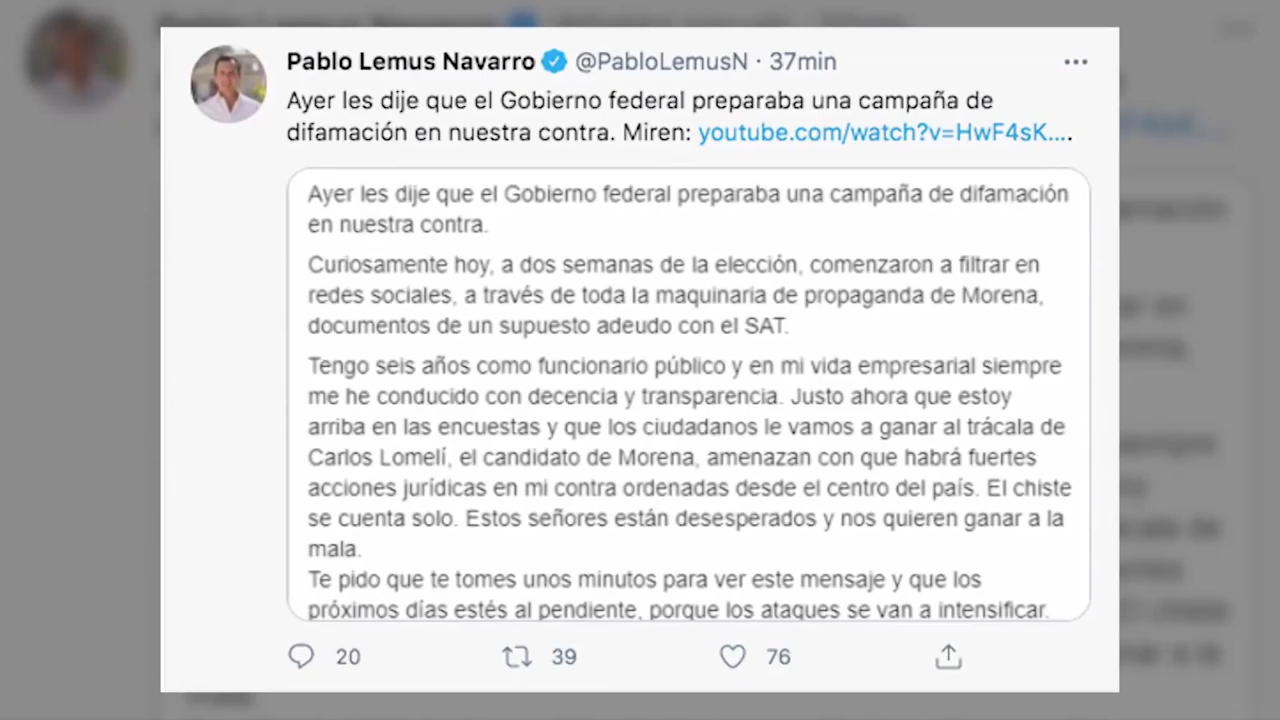 Pablo Lemus Navarro @PabloLemusN · 37min
Ayer les dije que el Gobierno federal preparaba una campaña de
difamación en nuestra contra. Miren: youtube.com/watch?v=HwF4sK....
Ayer les dije que el Gobierno federal preparaba una campaña de difamación
en nuestra contra.
Curiosamente hoy, a dos semanas de la elección, comenzaron a filtrar en
redes sociales, a través de toda la maquinaria de propaganda de Morena,
documentos de un supuesto adeudo con el SAT.
Tengo seis años como funcionario público y en mi vida empresarial siempre
me he conducido con decencia y transparencia. Justo ahora que estoy
arriba en las encuestas y que los ciudadanos le vamos a ganar al trácala de
Carlos Lomelí, el candidato de Morena, amenazan con que habrá fuertes
acciones jurídicas en mi contra ordenadas desde el centro del país. El chiste
se cuenta solo. Estos señores están desesperados y nos quieren ganar a la
mala.
Te pido que te tomes unos minutos para ver este mensaje y que los
próximos días estés al pendiente, porque los ataques se van a intensificar.
20 39 76